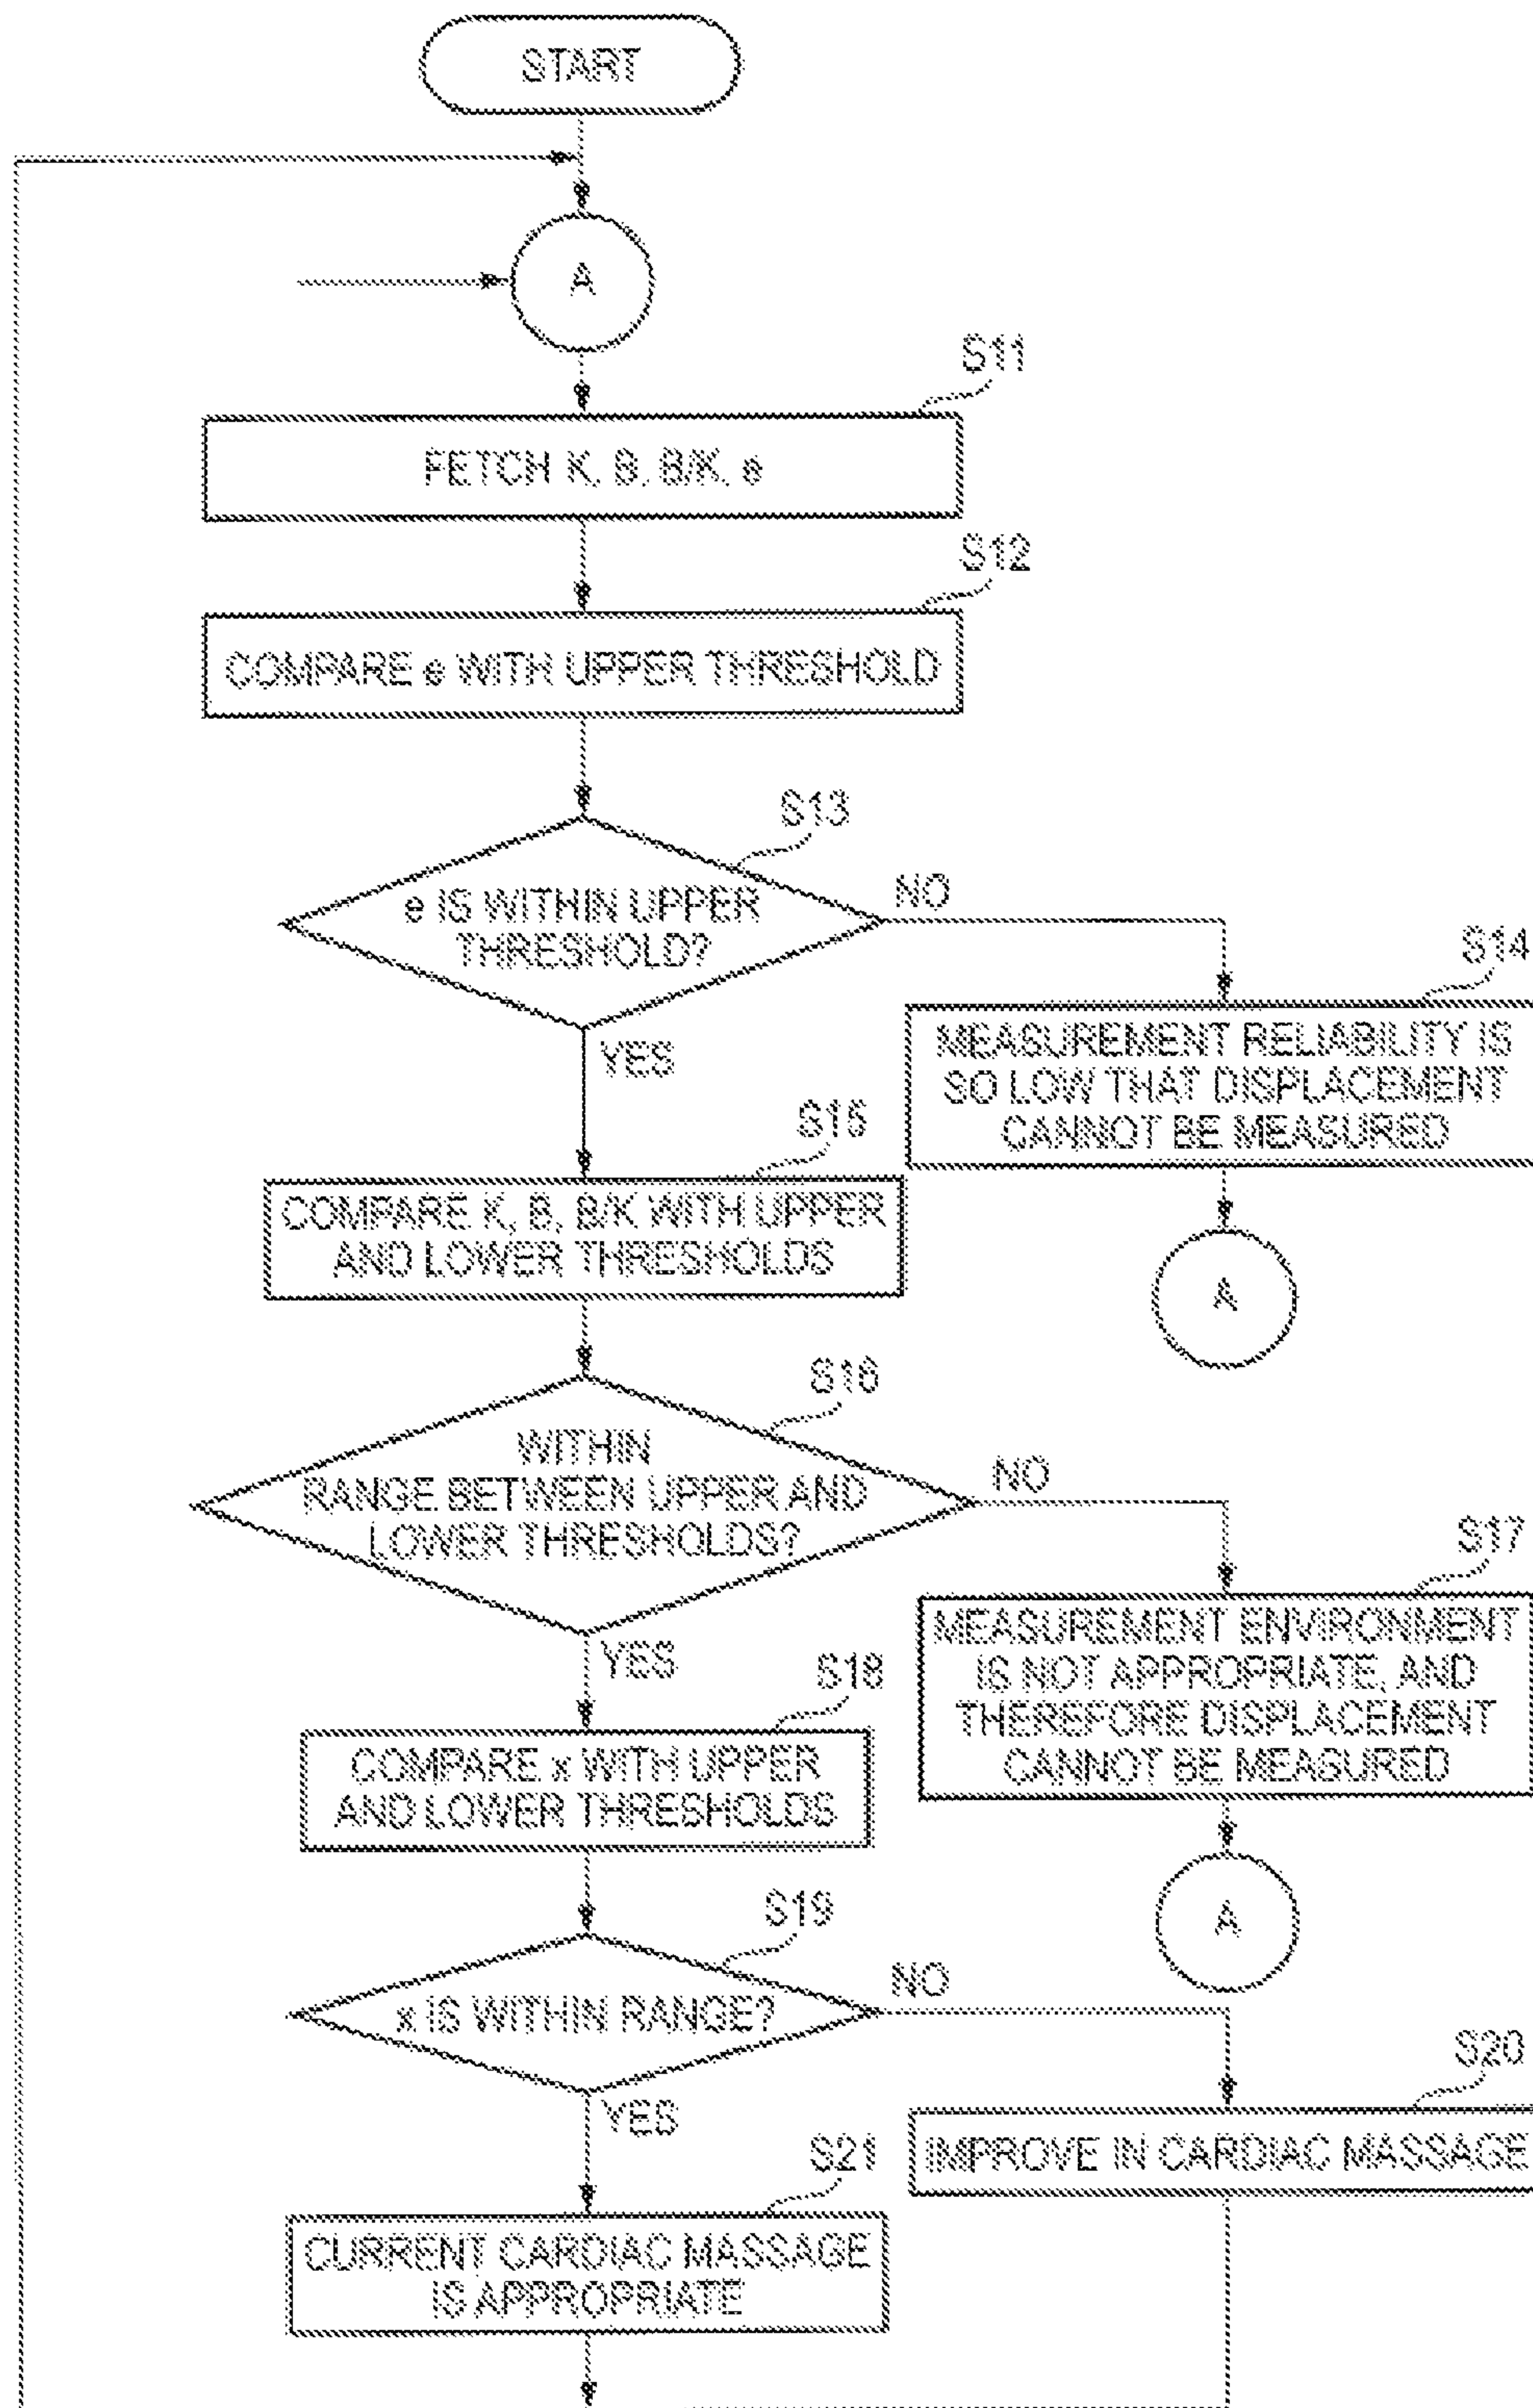 START
A
S11
FETCH K, B, B/K, e
S12
COMPARE e WITH UPPER THRESHOLD
S13
e IS WITHIN UPPER
THRESHOLD?
NO
YES
S14
MEASUREMENT RELIABILITY IS
SO LOW THAT DISPLACEMENT
CANNOT BE MEASURED
A
S15
COMPARE K, B, B/K WITH UPPER
AND LOWER THRESHOLDS
S16
WITHIN
RANGE BETWEEN UPPER AND
LOWER THRESHOLDS?
NO
YES
S17
MEASUREMENT ENVIRONMENT
IS NOT APPROPRIATE, AND
THEREFORE DISPLACEMENT
CANNOT BE MEASURED
A
S18
COMPARE x WITH UPPER
AND LOWER THRESHOLDS
S19
x IS WITHIN RANGE?
NO
YES
S20
IMPROVE IN CARDIAC MASSAGE
S21
CURRENT CARDIAC MASSAGE
IS APPROPRIATE